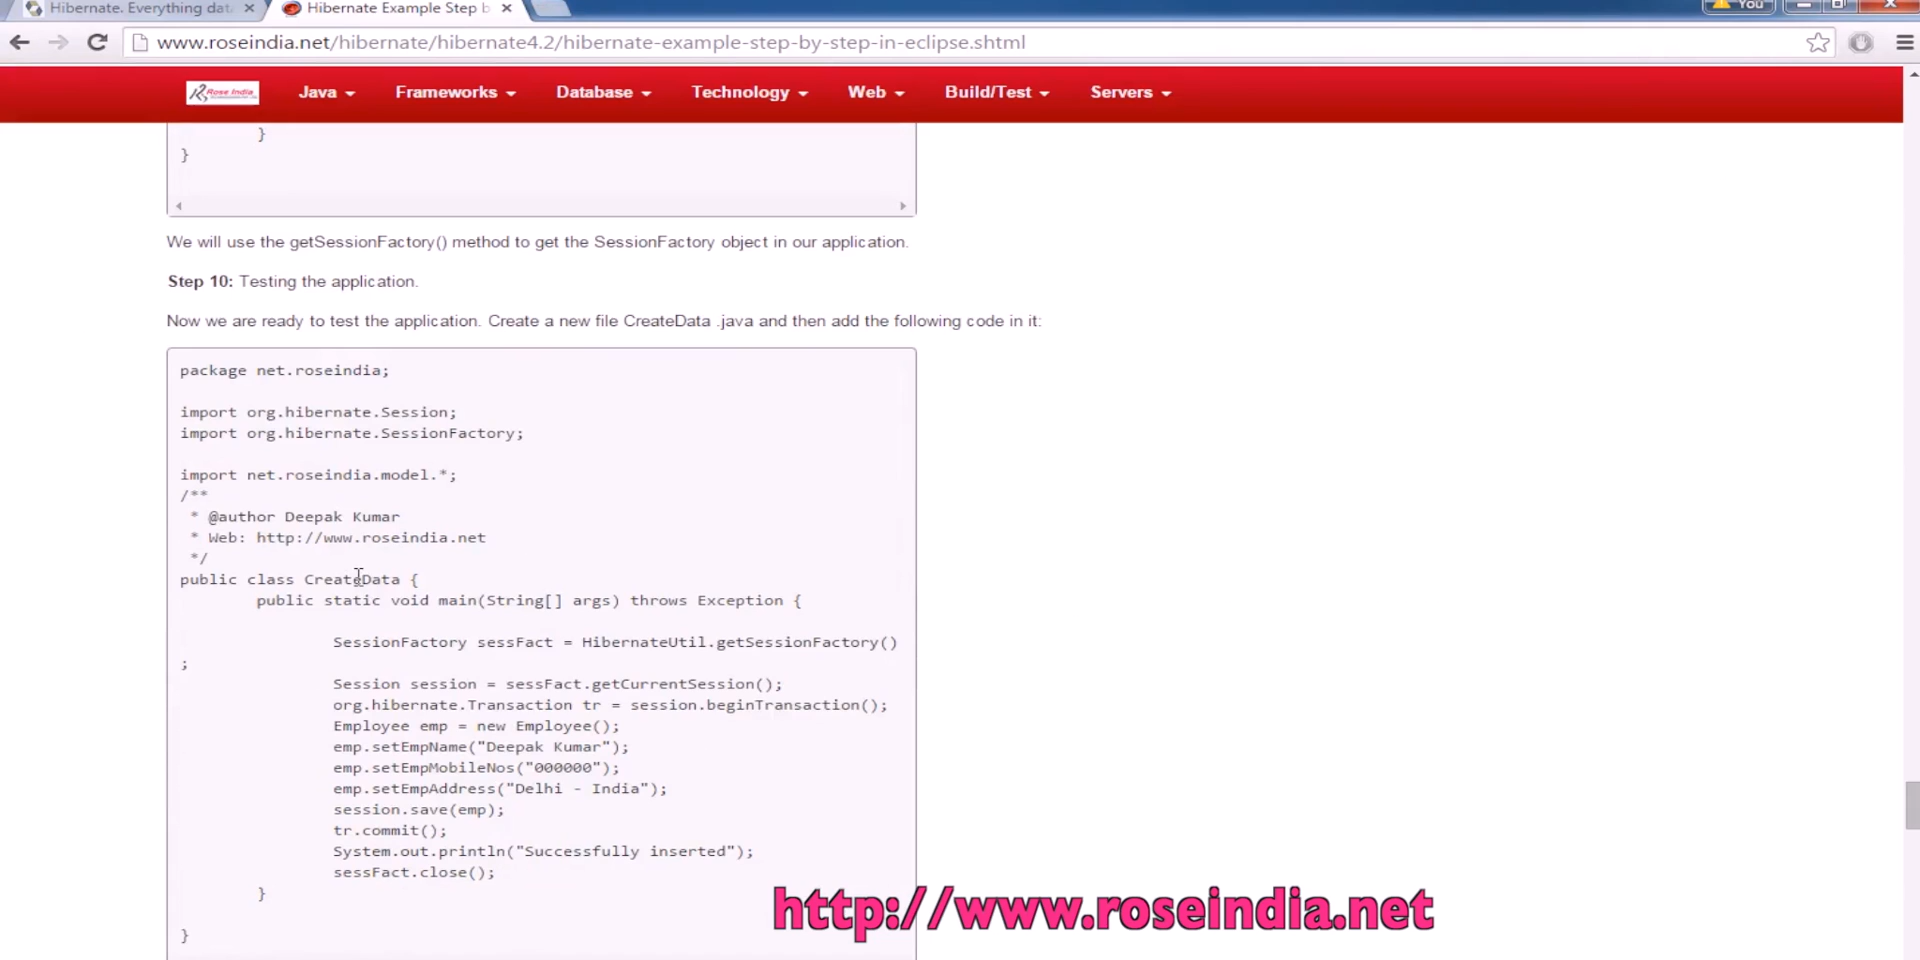 Hibernate. Everything dat
Hibernate Example Step b
You
www.roseindia.net/hibernate/hibernate4.2/hibernate-example-step-by-step-in-eclipse.shtml
Rose India
Java Frameworks Database Technology Web Build/Test Servers
}
}
We will use the getSessionFactory() method to get the SessionFactory object in our application.
Step 10: Testing the application.
Now we are ready to test the application. Create a new file CreateData .java and then add the following code in it:
package net.roseindia;
import org.hibernate.Session;
import org.hibernate.SessionFactory;
import net.roseindia.model.*;
/**
* @author Deepak Kumar
* Web: http://www.roseindia.net
*/
public class CreateData {
public static void main(String[] args) throws Exception {
SessionFactory sessFact = HibernateUtil.getSessionFactory()
;
Session session = sessFact.getCurrentSession();
org.hibernate.Transaction tr = session.beginTransaction();
Employee emp = new Employee();
emp.setEmpName("Deepak Kumar");
emp.setEmpMobileNos("000000");
emp.setEmpAddress("Delhi - India");
session.save(emp);
tr.commit();
System.out.println("Successfully inserted");
sessFact.close();
}
http://www.roseindia.net
}